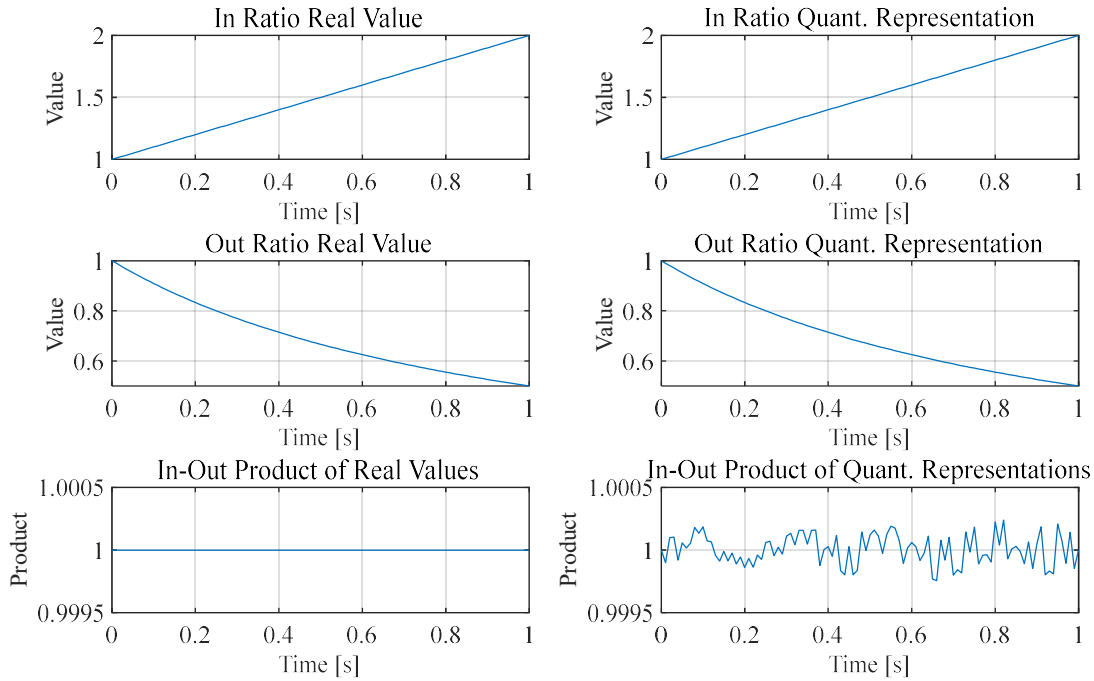 In Ratio Real Value
2
1.5
1
Value
0 0.2 0.4 0.6 0.8 1
Time [s]
In Ratio Quant. Representation
2
1.5
1
Value
0 0.2 0.4 0.6 0.8 1
Time [s]
Out Ratio Real Value
1
0.8
0.6
Value
0 0.2 0.4 0.6 0.8 1
Time [s]
Out Ratio Quant. Representation
1
0.8
0.6
Value
0 0.2 0.4 0.6 0.8 1
Time [s]
In-Out Product of Real Values
1.0005
1
0.9995
Product
0 0.2 0.4 0.6 0.8 1
Time [s]
In-Out Product of Quant. Representations
1.0005
1
0.9995
Product
0 0.2 0.4 0.6 0.8 1
Time [s]